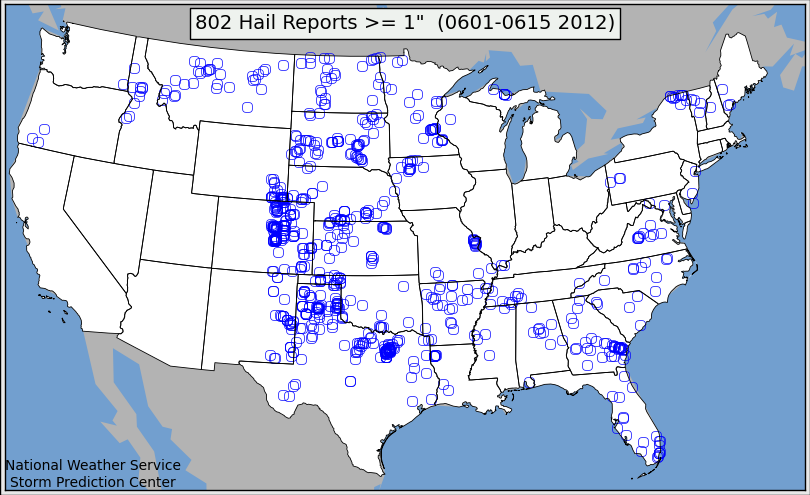 802 Hail Reports >= 1"  (0601-0615 2012)
National Weather Service
Storm Prediction Center